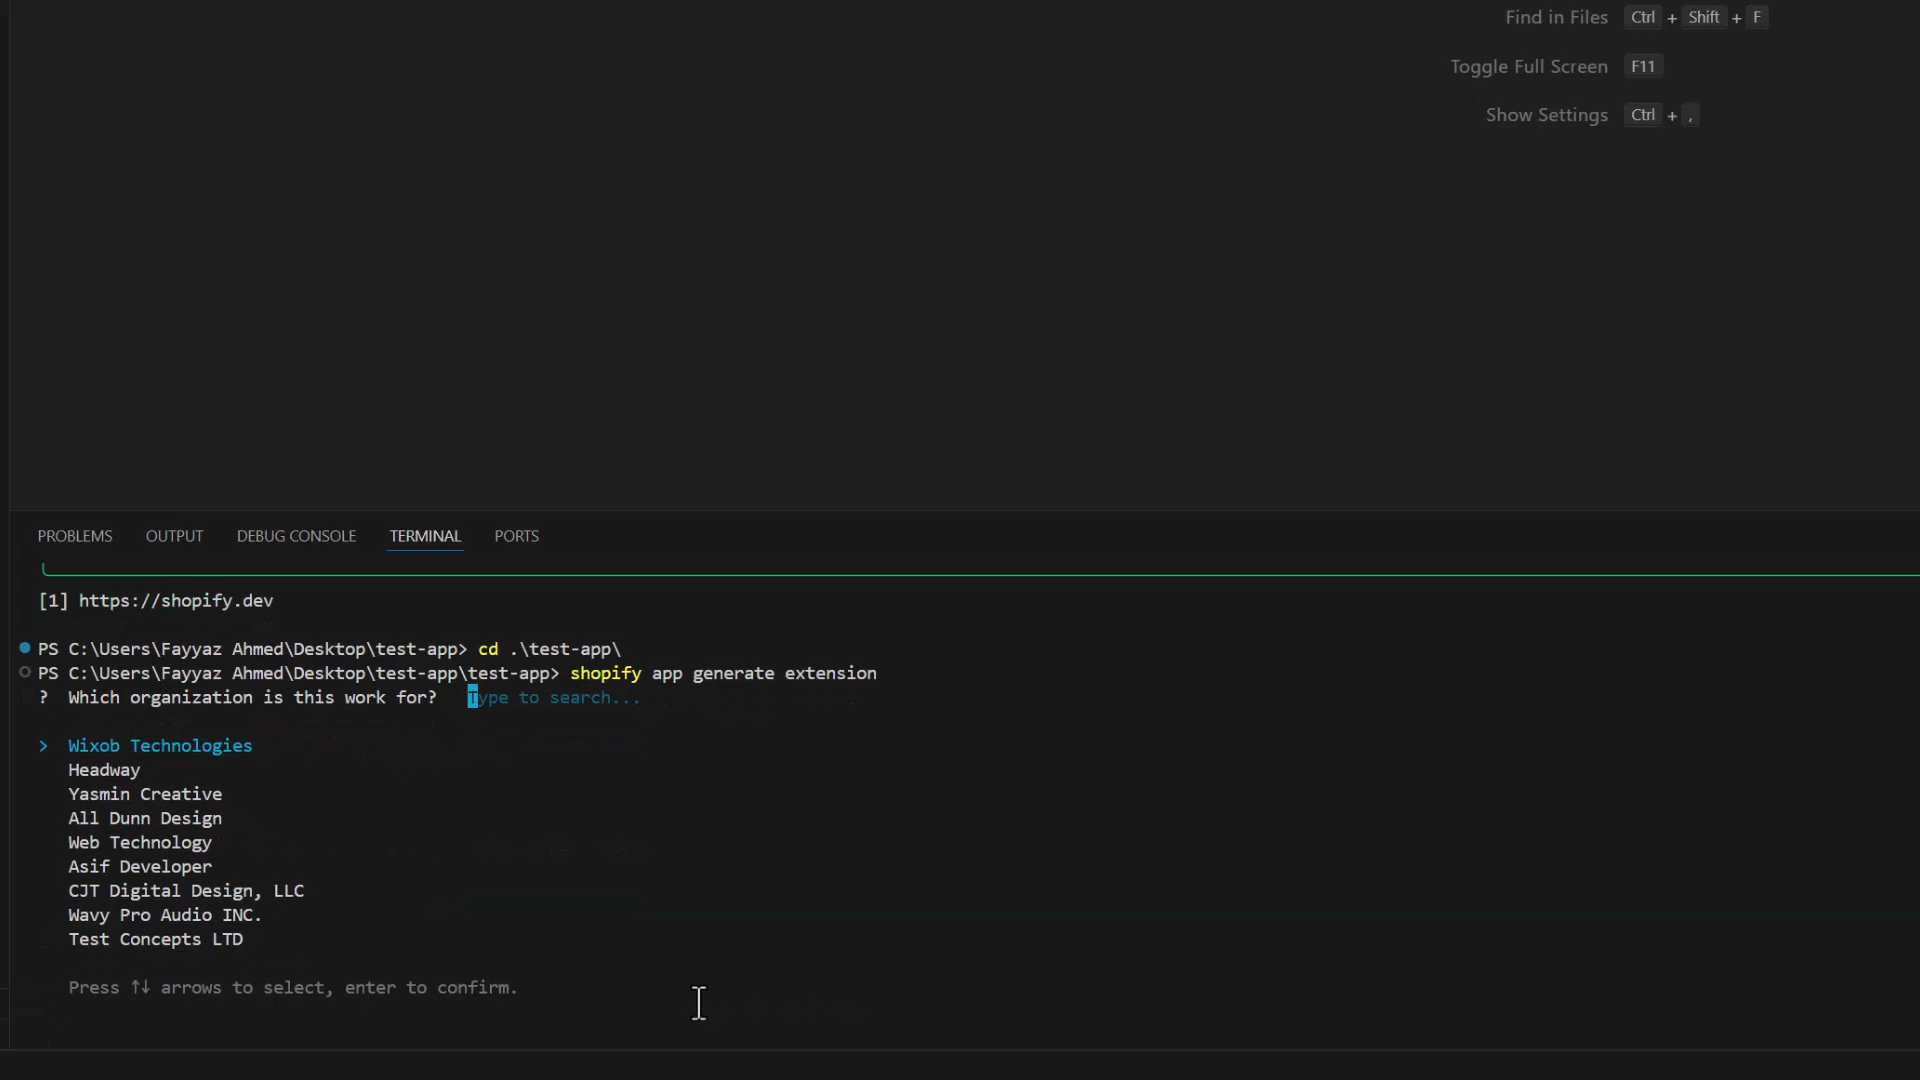 Find in Files Ctrl + Shift + F
Toggle Full Screen F11
Show Settings Ctrl + ,
PROBLEMS OUTPUT DEBUG CONSOLE TERMINAL PORTS
[1] https://shopify.dev
PS C:\Users\Fayyaz Ahmed\Desktop\test-app> cd .\test-app\
PS C:\Users\Fayyaz Ahmed\Desktop\test-app\test-app> shopify app generate extension
? Which organization is this work for? Type to search...
> Wixob Technologies
Headway
Yasmin Creative
All Dunn Design
Web Technology
Asif Developer
CJT Digital Design, LLC
Wavy Pro Audio INC.
Test Concepts LTD
Press ↑↓ arrows to select, enter to confirm.